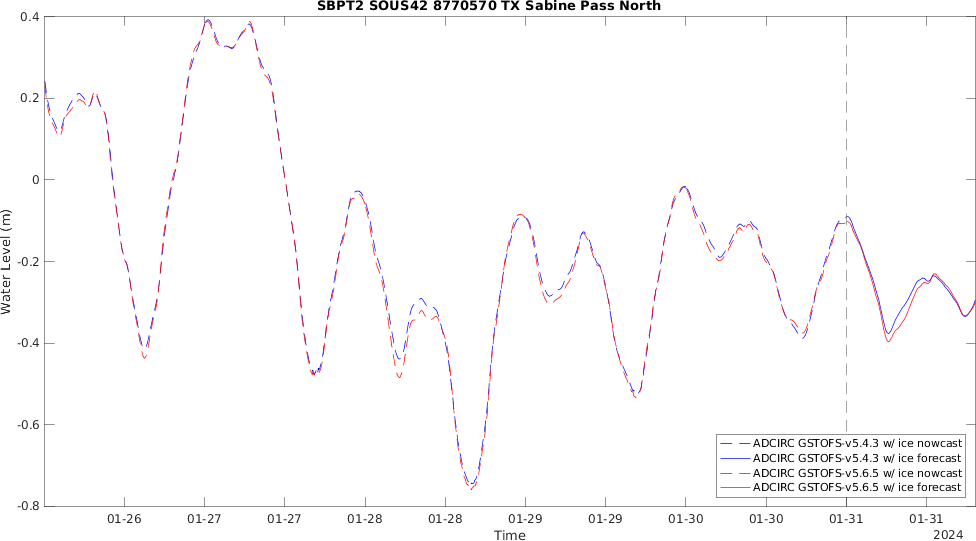 SBPT2 SOUS42 8770570 TX Sabine Pass North
0.4
0.2
0
-0.2
-0.4
-0.6
-0.8
Water Level (m)
ADCIRC GSTOFS-v5.4.3 w/ ice nowcast
ADCIRC GSTOFS-v5.4.3 w/ ice forecast
ADCIRC GSTOFS-v5.6.5 w/ ice nowcast
ADCIRC GSTOFS-v5.6.5 w/ ice forecast
01-26 01-27 01-27 01-28 01-28 01-29 01-29 01-30 01-30 01-31 01-31
Time
2024